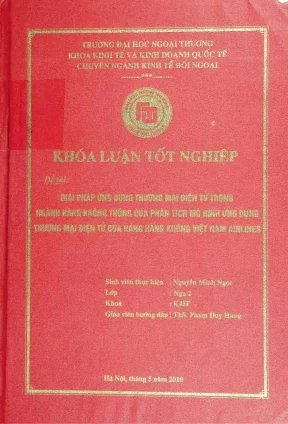 TRƯỜNG ĐẠI HỌC NGOẠI THƯƠNG
KHOA KINH TẾ VÀ KINH DOANH QUỐC TẾ
CHUYÊN NGÀNH KINH TẾ ĐỐI NGOẠI
***
KHÓA LUẬN TỐT NGHIỆP
Đề tài:
GIẢI PHÁP ỨNG DỤNG THƯƠNG MẠI ĐIỆN TỬ TRONG
NGÀNH HÀNG KHÔNG THÔNG QUA PHÂN TÍCH MÔ HÌNH ỨNG DỤNG
THƯƠNG MẠI ĐIỆN TỬ CỦA HÃNG HÀNG KHÔNG VIỆT NAM AIRLINES
Sinh viên thực hiện : Nguyễn Minh Ngọc
Lớp : Nga 2
Khoá : K45F
Giáo viên hướng dẫn : ThS. Phạm Duy Hưng
Hà Nội, tháng 5 năm 2010